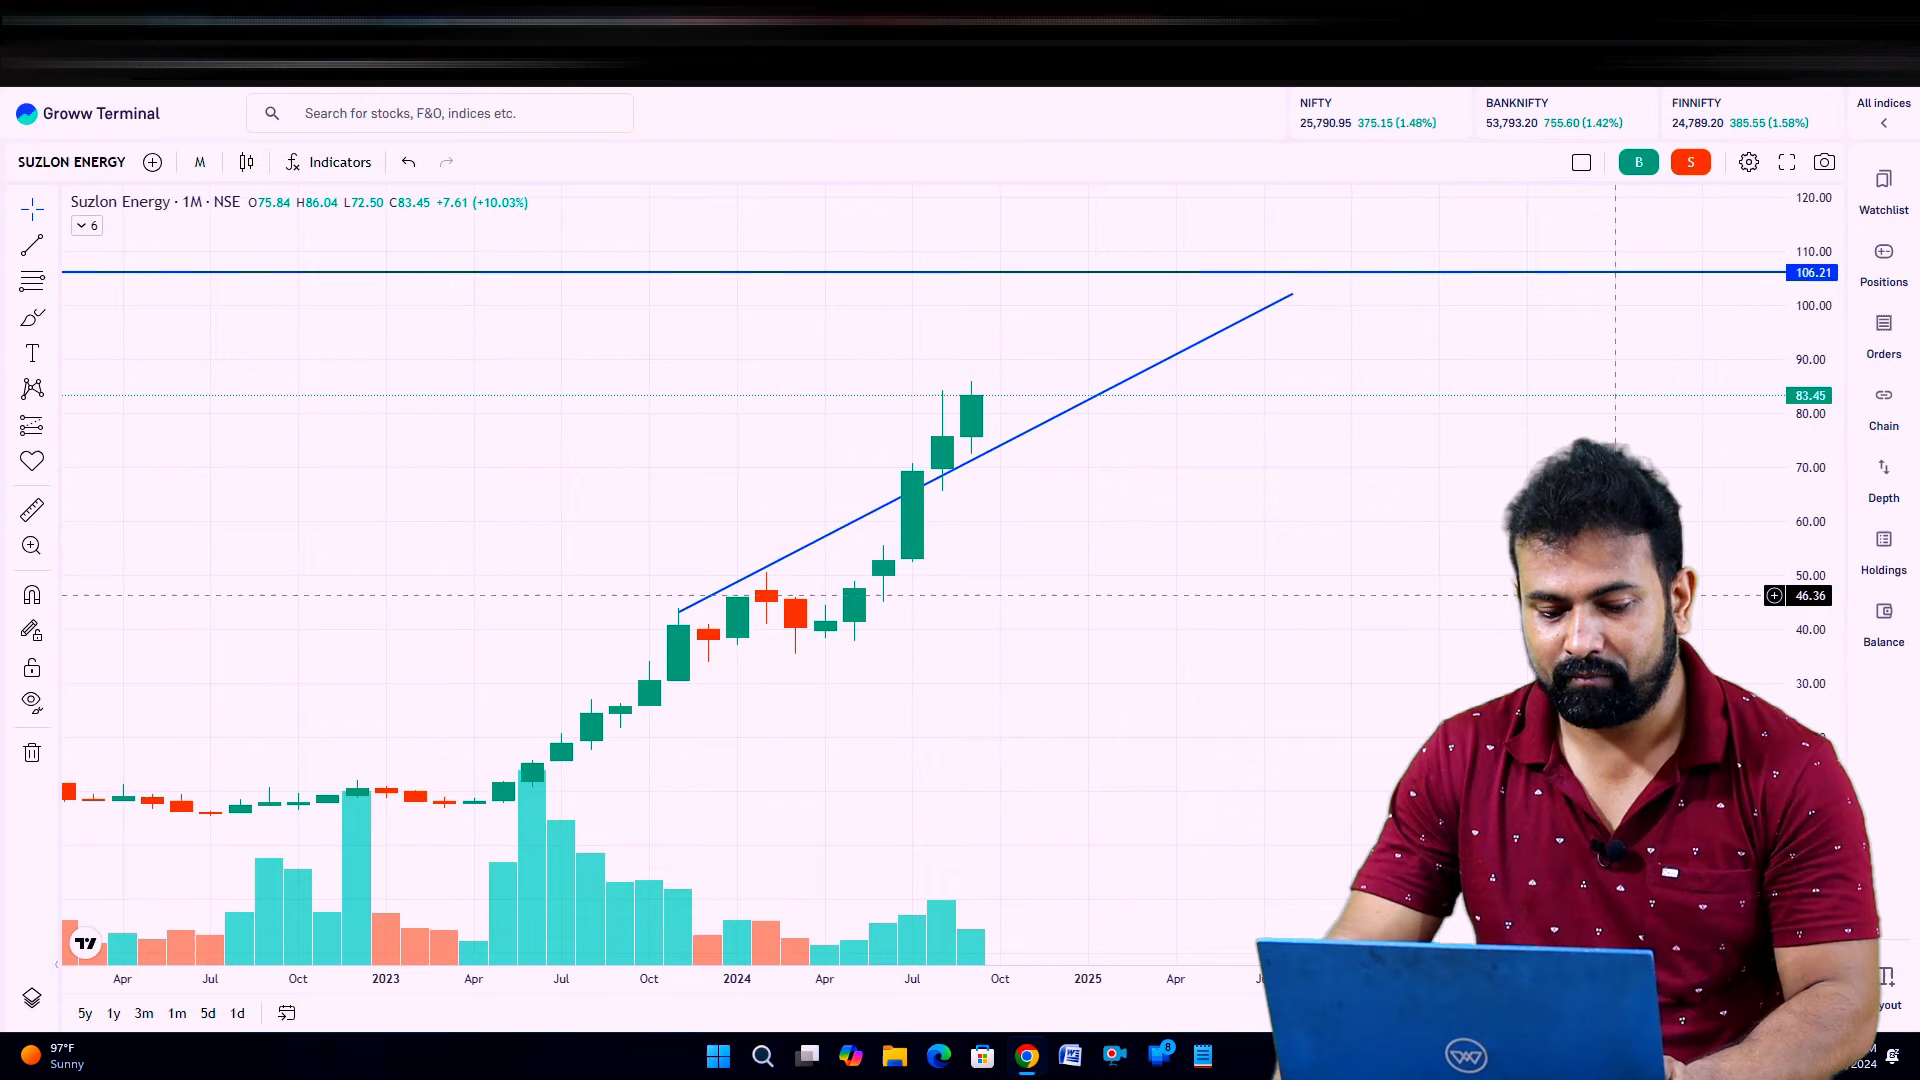 Groww Terminal
Search for stocks, F&O, indices etc.
NIFTY
25,790.95 375.15 (1.48%)
BANKNIFTY
53,793.20 755.60 (1.42%)
FINNIFTY
24,789.20 385.55 (1.58%)
All indices
SUZLON ENERGY
M
Indicators
B
S
Suzlon Energy · 1M · NSE O75.84 H86.04 L72.50 C83.45 +7.61 (+10.03%)
6
120.00
110.00
106.21
100.00
90.00
83.45
80.00
70.00
60.00
50.00
46.36
40.00
30.00
Watchlist
Positions
Orders
Chain
Depth
Holdings
Balance
Apr Jul Oct 2023 Apr Jul Oct 2024 Apr Jul Oct 2025 Apr
5y 1y 3m 1m 5d 1d
97°F
Sunny
8